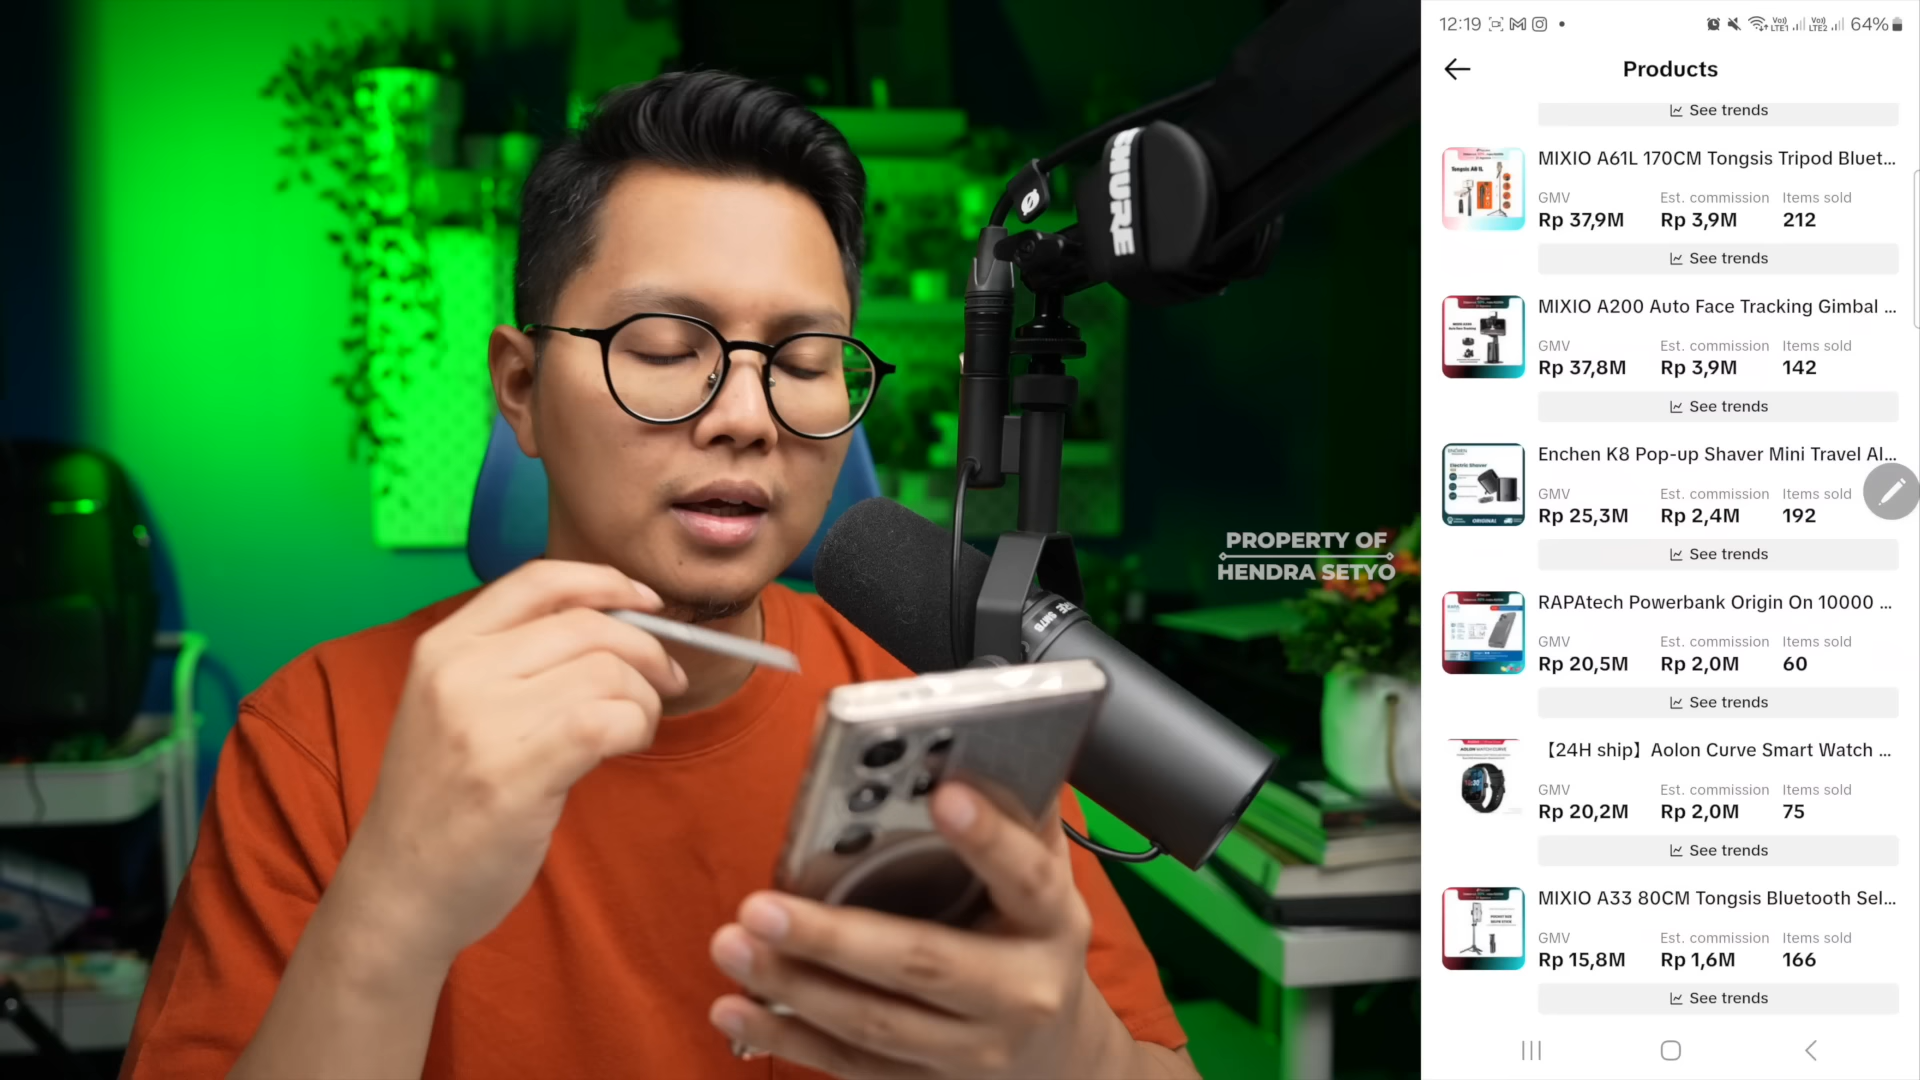 12:19
LTE1
LTE2
64%
Products
See trends
MIXIO A61L 170CM Tongsis Tripod Bluet...
GMV
Est. commission
Items sold
Rp 37,9M
Rp 3,9M
212
See trends
MIXIO A200 Auto Face Tracking Gimbal ...
GMV
Est. commission
Items sold
Rp 37,8M
Rp 3,9M
142
See trends
Enchen K8 Pop-up Shaver Mini Travel Al...
GMV
Est. commission
Items sold
Rp 25,3M
Rp 2,4M
192
See trends
RAPAtech Powerbank Origin On 10000 ...
GMV
Est. commission
Items sold
Rp 20,5M
Rp 2,0M
60
See trends
【24H ship】Aolon Curve Smart Watch ...
GMV
Est. commission
Items sold
Rp 20,2M
Rp 2,0M
75
See trends
MIXIO A33 80CM Tongsis Bluetooth Sel...
GMV
Est. commission
Items sold
Rp 15,8M
Rp 1,6M
166
See trends
PROPERTY OF
HENDRA SETYO
SHURE
SM7B